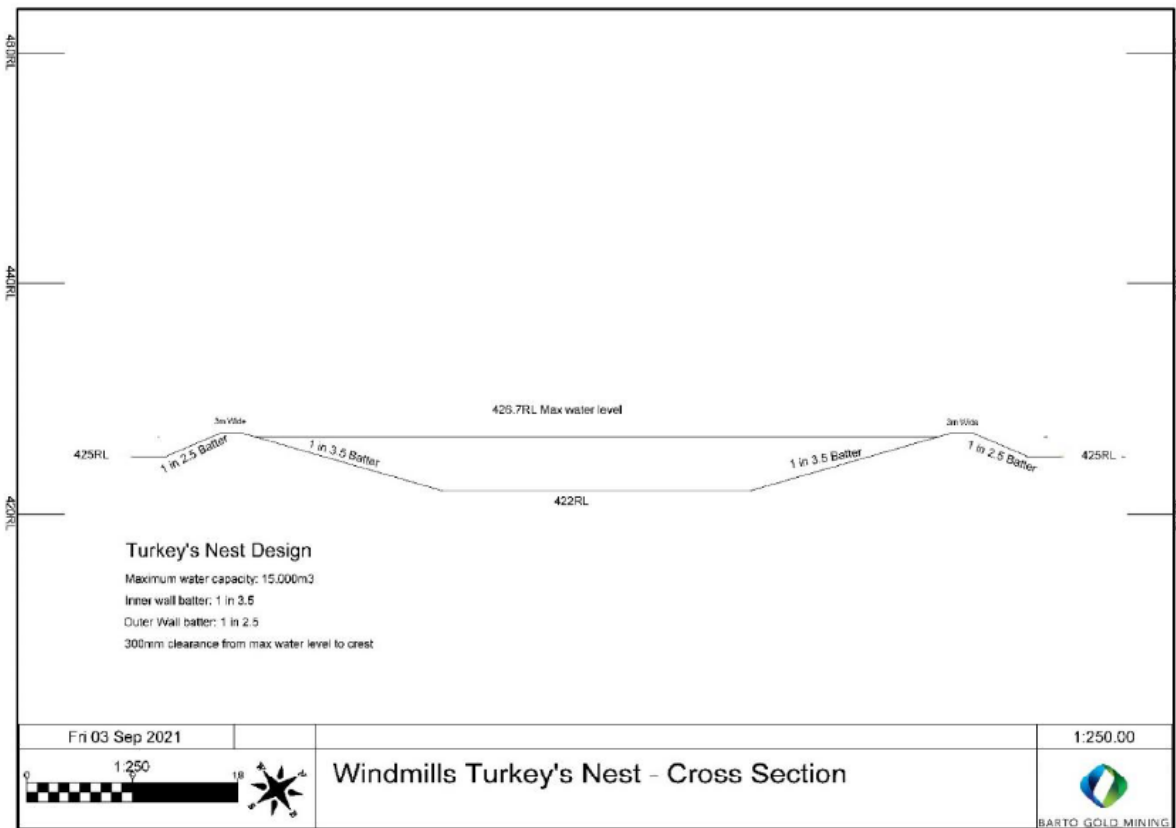 460RL
440RL
420RL
426.7RL Max water level
3m Wide
3m Wide
425RL
1 in 2.5 Batter
1 in 3.5 Batter
1 in 3.5 Batter
1 in 2.5 Batter
425RL
422RL
Turkey's Nest Design
Maximum water capacity: 15.000m3
Inner wall batter: 1 in 3.5
Outer Wall batter: 1 in 2.5
300mm clearance from max water level to crest
Fri 03 Sep 2021
1:250.00
1:250
0
Windmills Turkey's Nest - Cross Section
BARTO GOLD MINING